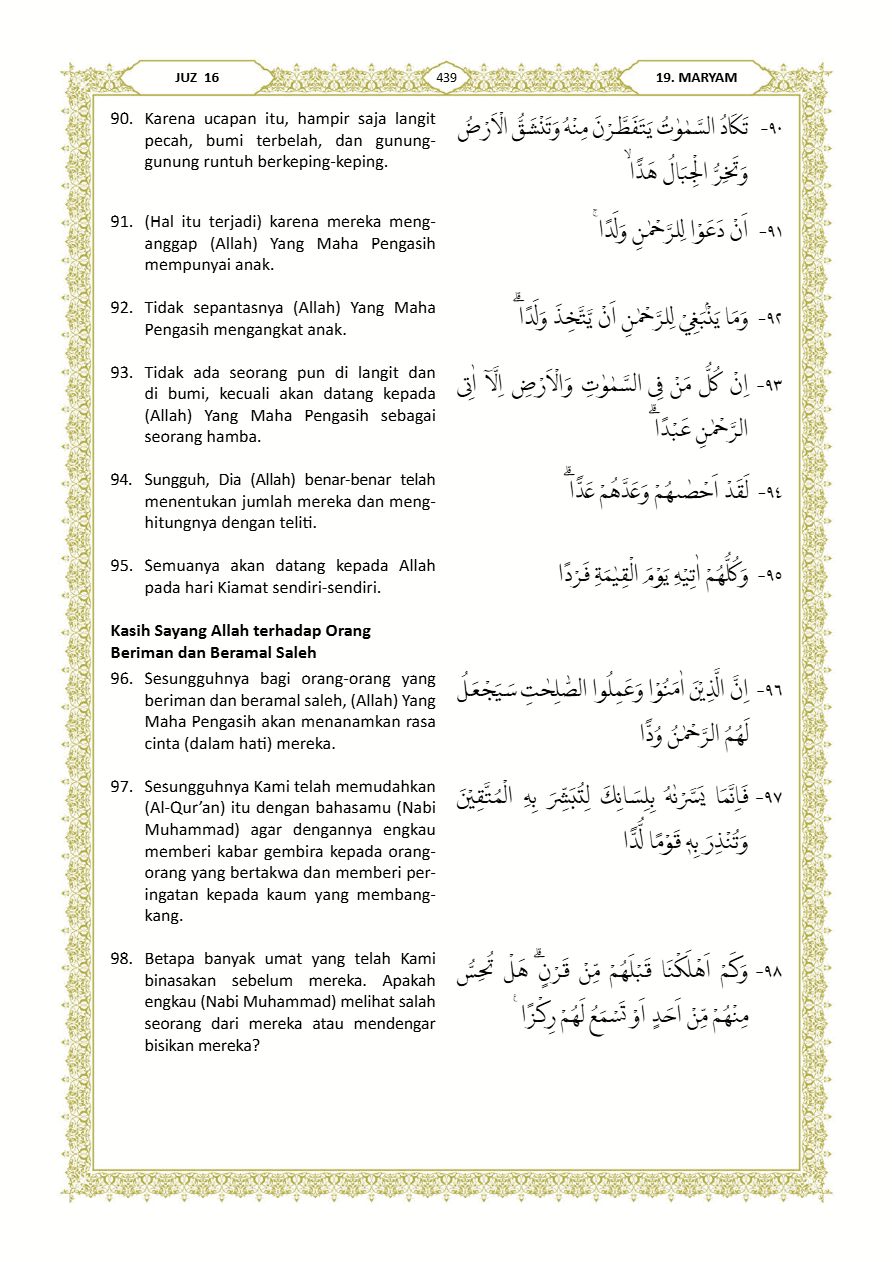 JUZ 16
439
19. MARYAM
90. Karena ucapan itu, hampir saja langit
pecah, bumi terbelah, dan gunung-
gunung runtuh berkeping-keping.
٩٠- تَكَادُ السَّمٰوٰتُ يَتَفَطَّرْنَ مِنْهُ وَتَنْشَقُّ الْاَرْضُ
وَتَخِرُّ الْجِبَالُ هَدًّاۙ
91. (Hal itu terjadi) karena mereka meng-
anggap (Allah) Yang Maha Pengasih
mempunyai anak.
٩١- اَنْ دَعَوْا لِلرَّحْمٰنِ وَلَدًاۚ
92. Tidak sepantasnya (Allah) Yang Maha
Pengasih mengangkat anak.
٩٢- وَمَا يَنْۢبَغِيْ لِلرَّحْمٰنِ اَنْ يَّتَّخِذَ وَلَدًاۗ
93. Tidak ada seorang pun di langit dan
di bumi, kecuali akan datang kepada
(Allah) Yang Maha Pengasih sebagai
seorang hamba.
٩٣- اِنْ كُلُّ مَنْ فِى السَّمٰوٰتِ وَالْاَرْضِ اِلَّآ اٰتِى
الرَّحْمٰنِ عَبْدًاۗ
94. Sungguh, Dia (Allah) benar-benar telah
menentukan jumlah mereka dan meng-
hitungnya dengan teliti.
٩٤- لَقَدْ اَحْصٰىهُمْ وَعَدَّهُمْ عَدًّاۗ
95. Semuanya akan datang kepada Allah
pada hari Kiamat sendiri-sendiri.
٩٥- وَكُلُّهُمْ اٰتِيْهِ يَوْمَ الْقِيٰمَةِ فَرْدًا
Kasih Sayang Allah terhadap Orang
Beriman dan Beramal Saleh
96. Sesungguhnya bagi orang-orang yang
beriman dan beramal saleh, (Allah) Yang
Maha Pengasih akan menanamkan rasa
cinta (dalam hati) mereka.
٩٦- اِنَّ الَّذِيْنَ اٰمَنُوْا وَعَمِلُوا الصّٰلِحٰتِ سَيَجْعَلُ
لَهُمُ الرَّحْمٰنُ وُدًّا
97. Sesungguhnya Kami telah memudahkan
(Al-Qur’an) itu dengan bahasamu (Nabi
Muhammad) agar dengannya engkau
memberi kabar gembira kepada orang-
orang yang bertakwa dan memberi per-
ingatan kepada kaum yang membang-
kang.
٩٧- فَاِنَّمَا يَسَّرْنٰهُ بِلِسَانِكَ لِتُبَشِّرَ بِهِ الْمُتَّقِيْنَ
وَتُنْذِرَ بِهٖ قَوْمًا لُّدًّا
98. Betapa banyak umat yang telah Kami
binasakan sebelum mereka. Apakah
engkau (Nabi Muhammad) melihat salah
seorang dari mereka atau mendengar
bisikan mereka?
٩٨- وَكَمْ اَهْلَكْنَا قَبْلَهُمْ مِّنْ قَرْنٍۗ هَلْ تُحِسُّ
مِنْهُمْ مِّنْ اَحَدٍ اَوْ تَسْمَعُ لَهُمْ رِكْزًا ࣖ